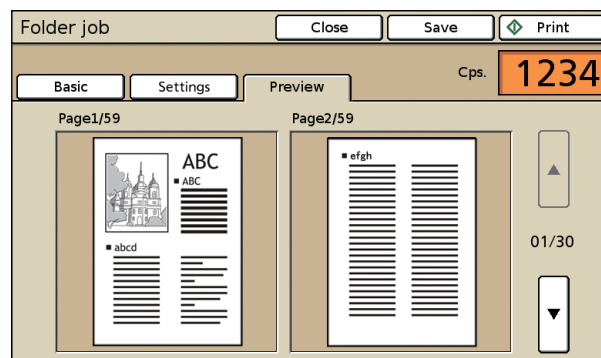 Folder job
Close
Save
Print
Basic
Settings
Preview
Cps.
1234
Page1/59
Page2/59
ABC
■ ABC
■ abcd
■ efgh
▲
01/30
▼